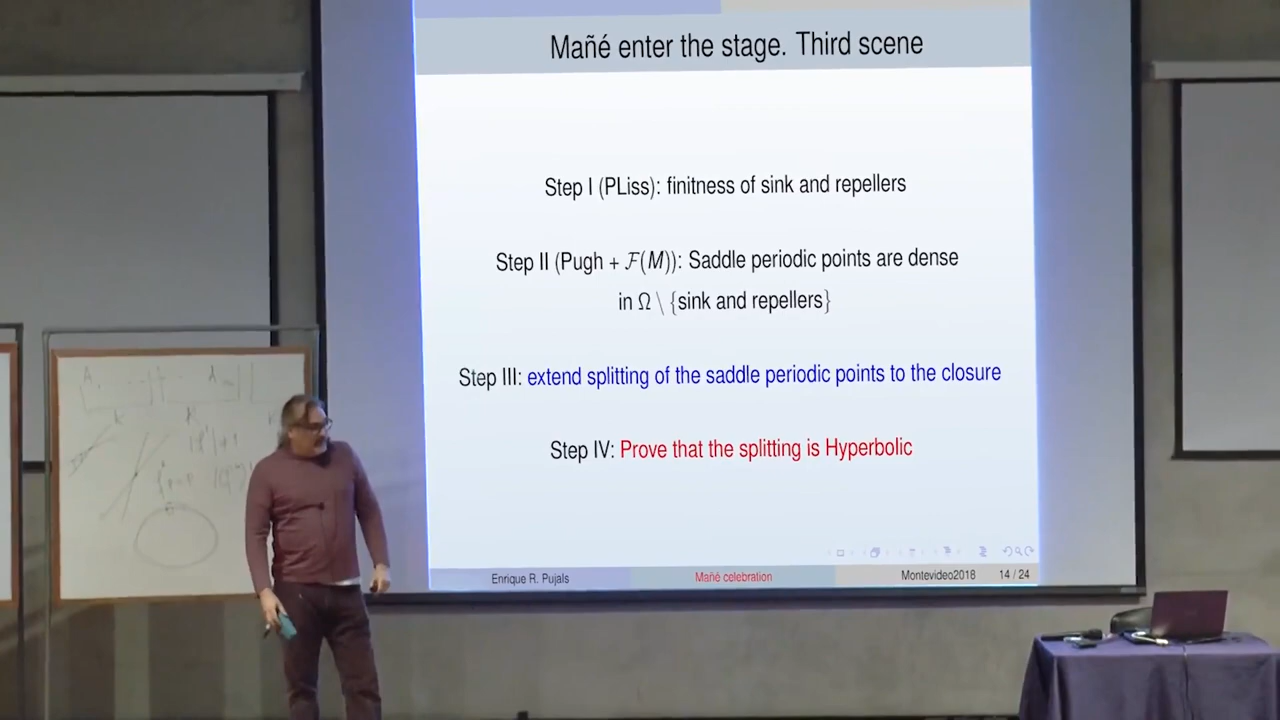 Mañé enter the stage. Third scene
Step I (PLiss): finitness of sink and repellers
Step II (Pugh + F(M)): Saddle periodic points are dense
in Ω \ {sink and repellers}
Step III: extend splitting of the saddle periodic points to the closure
Step IV: Prove that the splitting is Hyperbolic
Enrique R. Pujals Mañé celebration Montevideo2018 14 / 24